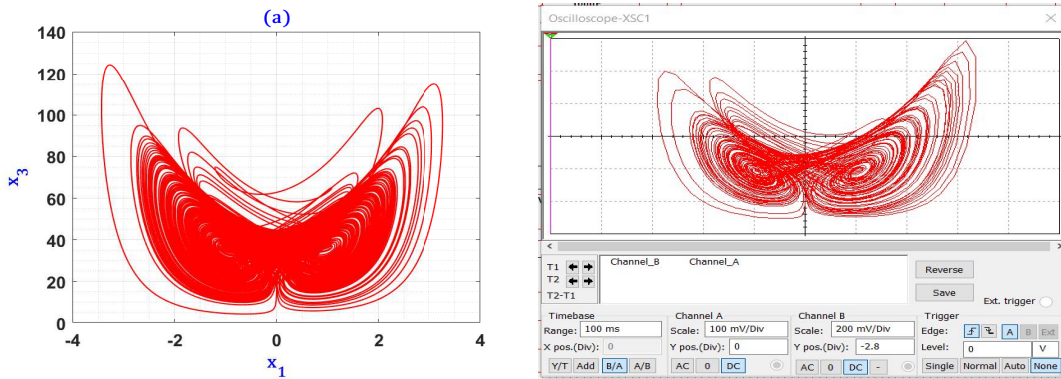 (a)
140
120
100
80
60
40
20
0
x3
-4 -2 0 2 4
x1
Oscilloscope-XSC1
T1
T2
T2-T1
Channel_B Channel_A
Reverse
Save
Ext. trigger
Timebase
Range: 100 ms
X pos.(Div): 0
Y/T Add B/A A/B
Channel A
Scale: 100 mV/Div
Y pos.(Div): 0
AC 0 DC
Channel B
Scale: 200 mV/Div
Y pos.(Div): -2.8
AC 0 DC -
Trigger
Edge: A B Ext
Level: 0 V
Single Normal Auto None